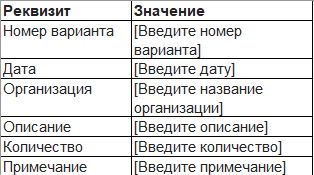 Реквизит Значение
Номер варианта [Введите номер
варианта]
Дата [Введите дату]
Организация [Введите название
организации]
Описание [Введите описание]
Количество [Введите количество]
Примечание [Введите примечание]